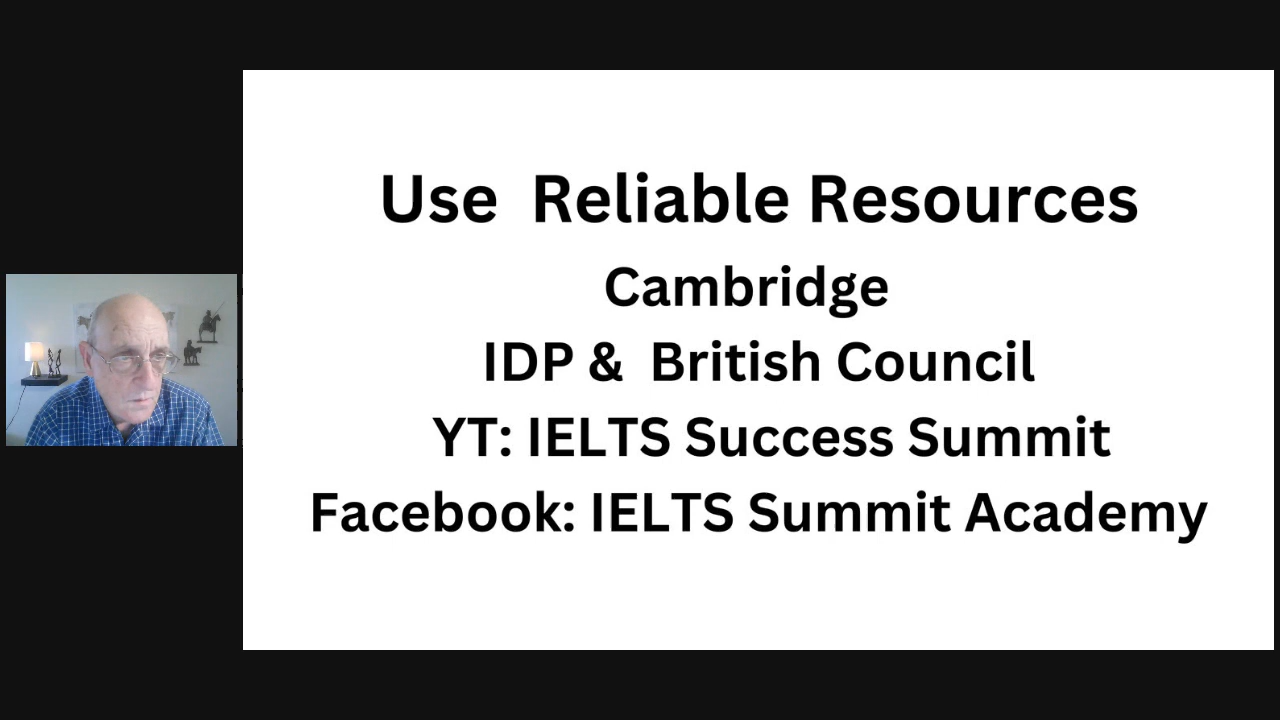 Use Reliable Resources
Cambridge
IDP & British Council
YT: IELTS Success Summit
Facebook: IELTS Summit Academy